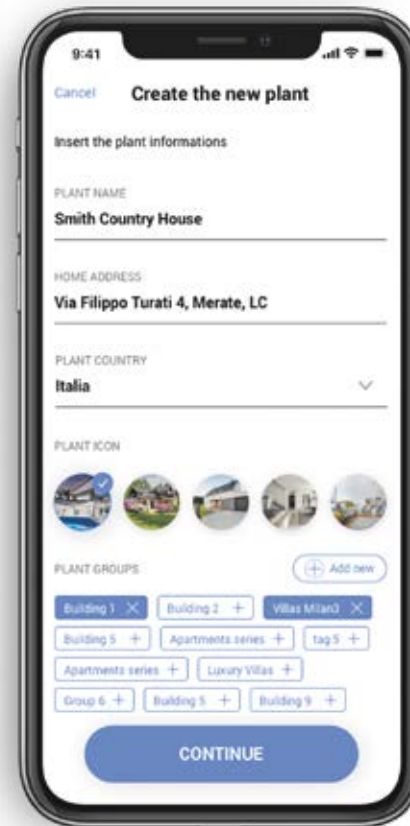 9:41
Cancel Create the new plant
Insert the plant informations
PLANT NAME
Smith Country House
HOME ADDRESS
Via Filippo Turati 4, Merate, LC
PLANT COUNTRY
Italia
PLANT ICON
PLANT GROUPS + Add new
Building 1 × Building 2 + Villas Milan3 ×
Building 5 + Apartments series + tag 5 +
Apartments series + Luxury Villas +
Group 6 + Building 5 + Building 9 +
CONTINUE